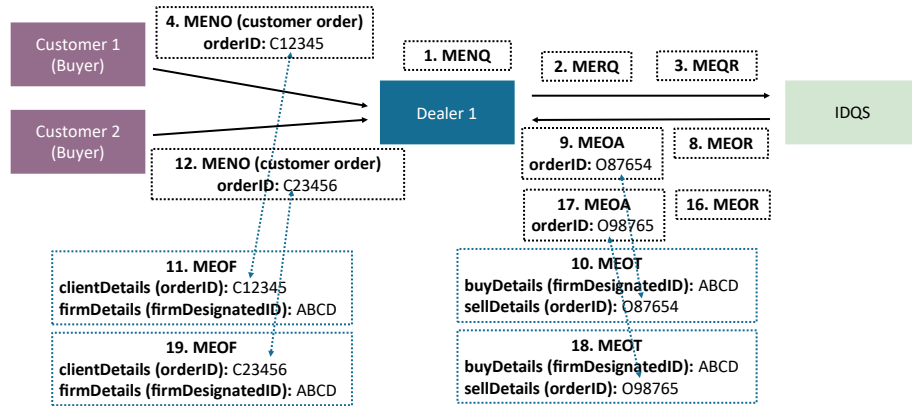 4. MENO (customer order)
orderID: C12345
Customer 1
(Buyer)
1. MENQ
2. MERQ
3. MEQR
Dealer 1
IDQS
Customer 2
(Buyer)
9. MEOA
orderID: O87654
8. MEOR
12. MENO (customer order)
orderID: C23456
17. MEOA
orderID: O98765
16. MEOR
11. MEOF
clientDetails (orderID): C12345
firmDetails (firmDesignatedID): ABCD
10. MEOT
buyDetails (firmDesignatedID): ABCD
sellDetails (orderID): O87654
19. MEOF
clientDetails (orderID): C23456
firmDetails (firmDesignatedID): ABCD
18. MEOT
buyDetails (firmDesignatedID): ABCD
sellDetails (orderID): O98765